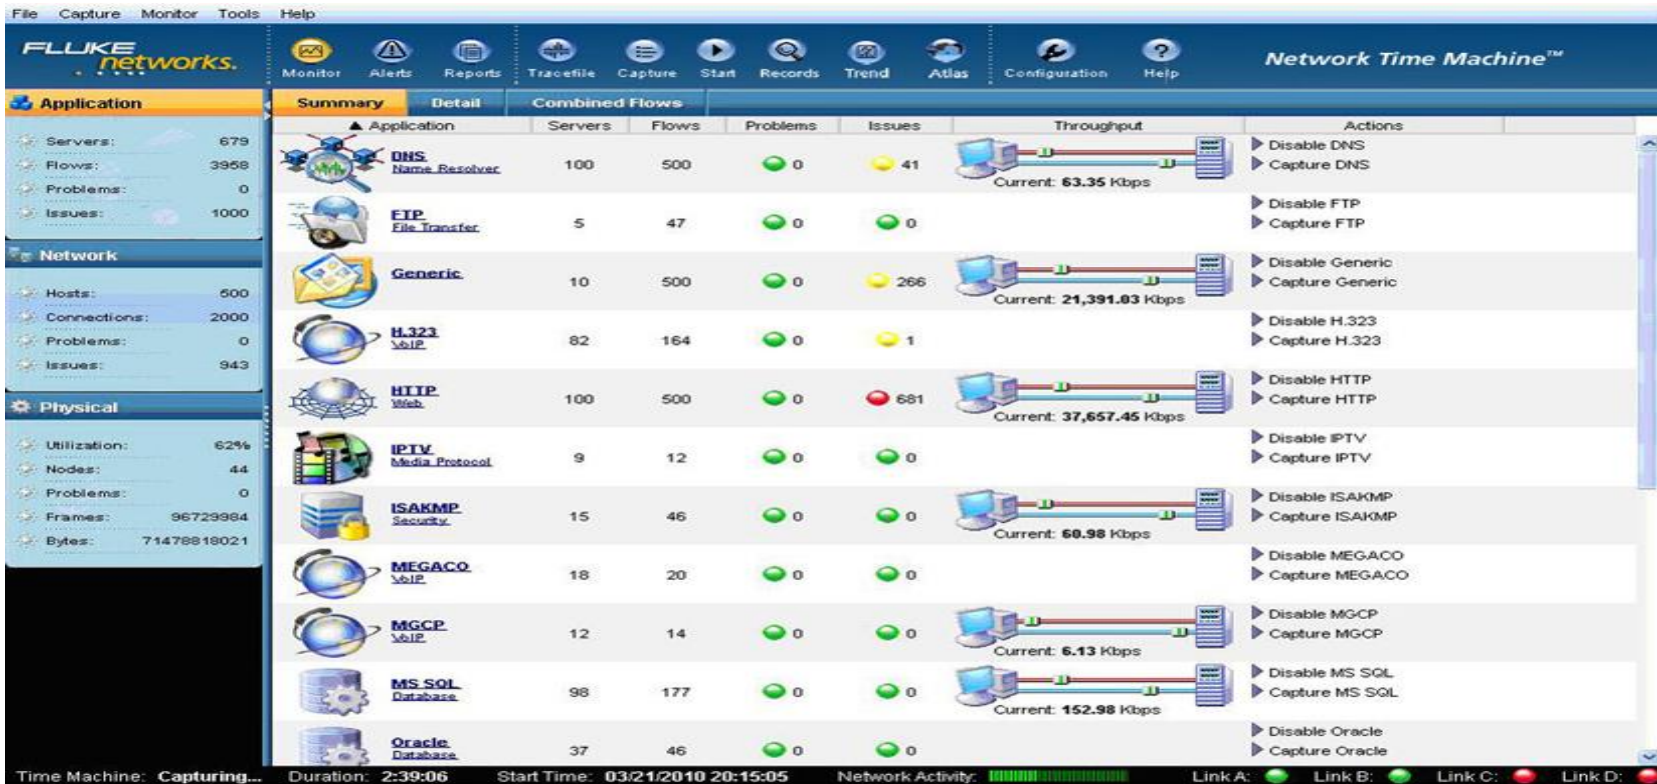 File Capture Monitor Tools Help
FLUKE networks.
Monitor Alerts Reports Tracefile Capture Start Records Trend Atlas Configuration Help
Network Time Machine™
Application
Servers: 679
Flows: 3958
Problems: 0
Issues: 1000
Network
Hosts: 500
Connections: 2000
Problems: 0
Issues: 943
Physical
Utilization: 62%
Nodes: 44
Problems: 0
Frames: 96729984
Bytes: 71478818021
Summary Detail Combined Flows
▲ Application Servers Flows Problems Issues Throughput Actions
DNS 100 500 0 41 Disable DNS
Name Resolver Current: 63.35 Kbps Capture DNS
FTP 5 47 0 0 Disable FTP
File Transfer Capture FTP
Generic 10 500 0 266 Disable Generic
Current: 21,391.03 Kbps Capture Generic
H.323 82 164 0 1 Disable H.323
VoIP Capture H.323
HTTP 100 500 0 681 Disable HTTP
Web Current: 37,657.45 Kbps Capture HTTP
IPTV 9 12 0 0 Disable IPTV
Media Protocol Capture IPTV
ISAKMP 15 46 0 0 Disable ISAKMP
Security Current: 60.98 Kbps Capture ISAKMP
MEGACO 18 20 0 0 Disable MEGACO
VoIP Capture MEGACO
MGCP 12 14 0 0 Disable MGCP
VoIP Current: 6.13 Kbps Capture MGCP
MS SQL 98 177 0 0 Disable MS SQL
Database Current: 152.98 Kbps Capture MS SQL
Oracle 37 46 0 0 Disable Oracle
Database Capture Oracle
Time Machine: Capturing... Duration: 2:39:06 Start Time: 03/21/2010 20:15:05 Network Activity: Link A: Link B: Link C: Link D: